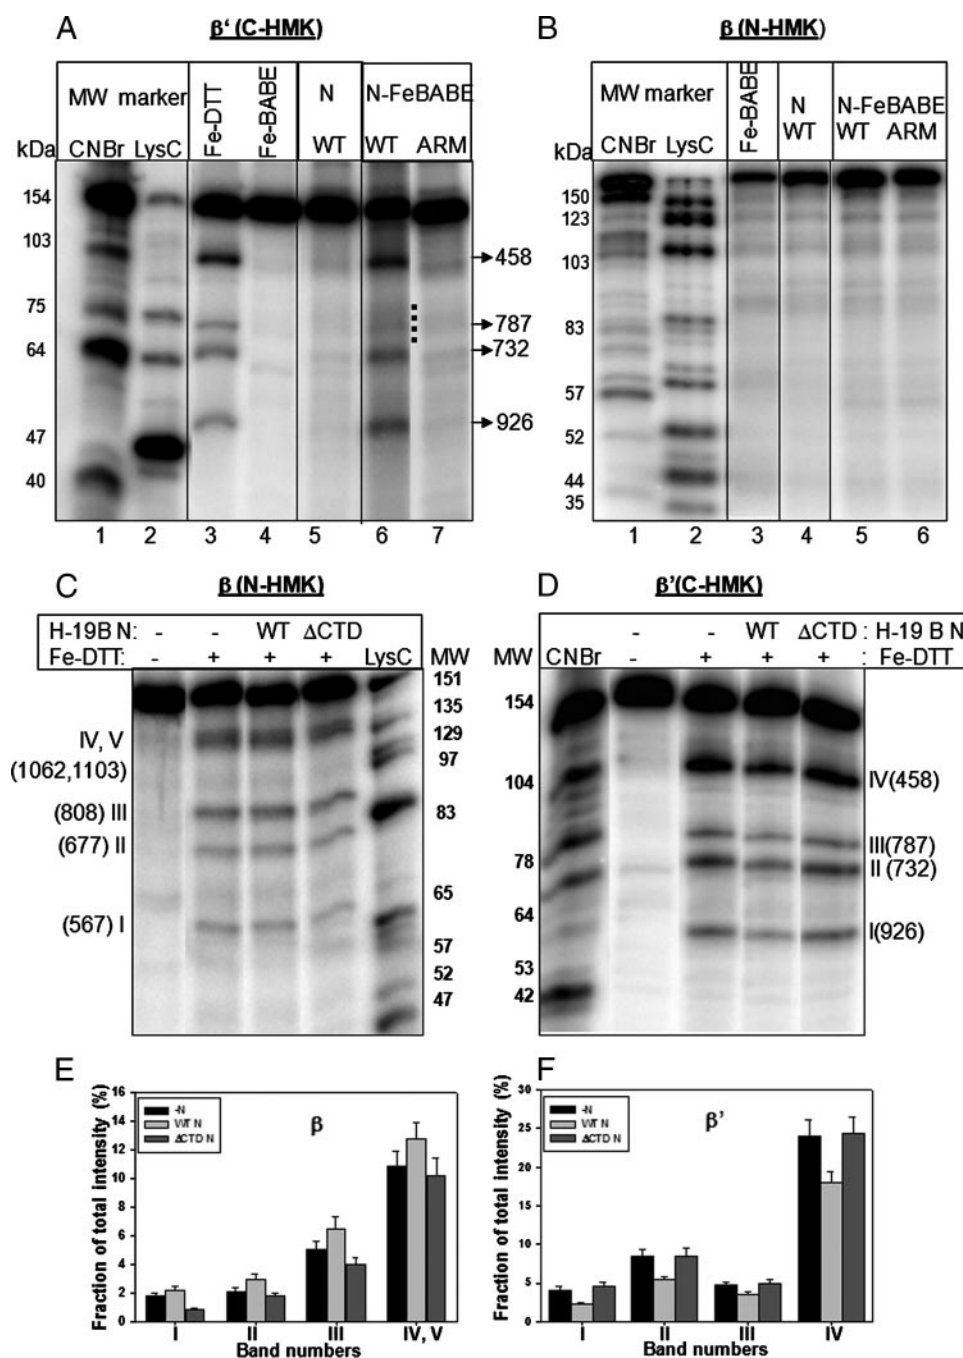 A β' (C-HMK)
MW marker
kDa CNBr LysC Fe-DTT Fe-BABE N WT N-FeBABE WT ARM
154
103
75
64
47
40
458
787
732
926
1 2 3 4 5 6 7
B β (N-HMK)
MW marker
kDa CNBr LysC Fe-BABE N WT N-FeBABE WT ARM
150
123
103
83
57
52
44
35
1 2 3 4 5 6
C β (N-HMK)
H-19B N: - - WT ΔCTD
Fe-DTT: - + + + LysC MW
151
135
129
97
83
65
57
52
47
IV, V
(1062,1103)
(808) III
(677) II
(567) I
D β'(C-HMK)
- - WT ΔCTD : H-19 B N
MW CNBr - + + + : Fe-DTT
154
104
78
64
53
42
IV(458)
III(787)
II(732)
I(926)
E
Fraction of total intensity (%)
16
14
12
10
8
6
4
2
0
-N
WT N
ΔCTD N
β
I II III IV, V
Band numbers
F
Fraction of total intensity (%)
30
25
20
15
10
5
0
-N
WT N
ΔCTD N
β'
I II III IV
Band numbers